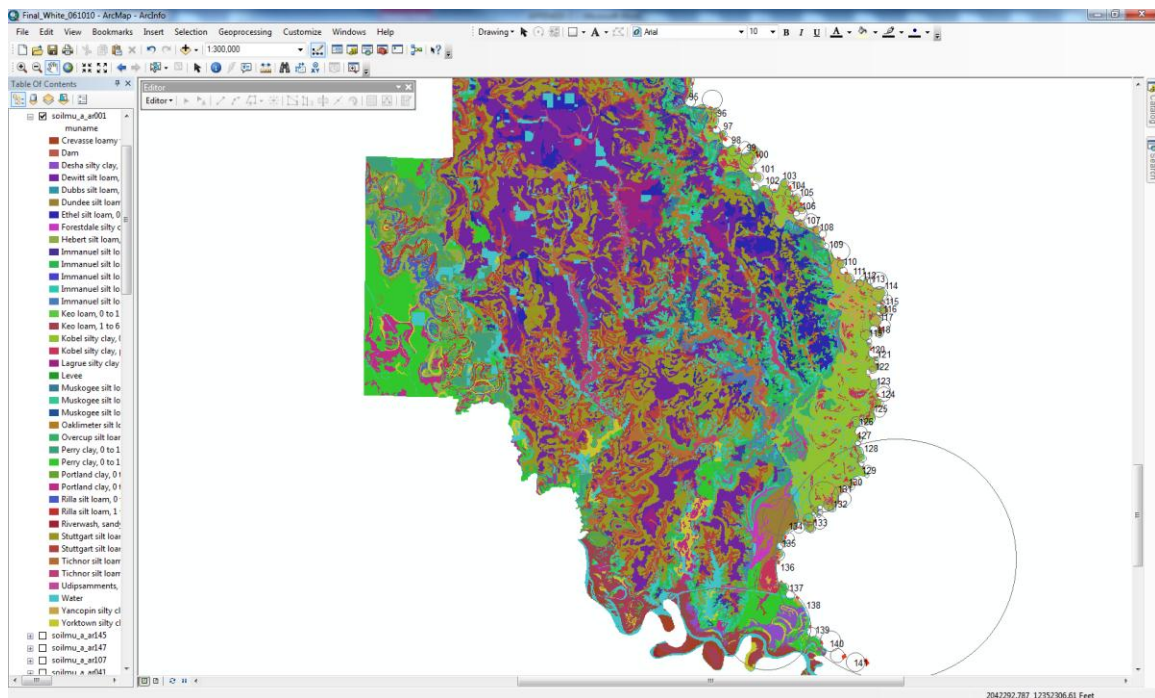 Final_White_061010 - ArcMap - ArcInfo
File Edit View Bookmarks Insert Selection Geoprocessing Customize Windows Help
Drawing
Arial
10
B I U A
1:300,000
Table Of Contents
Editor
Editor
Catalog
Search
soilmu_a_ar001
muname
Crevasse loamy
Dam
Desha silty clay,
Dewitt silt loam,
Dubbs silt loam,
Dundee silt loam
Ethel silt loam, 0
Forestdale silty c
Hebert silt loam,
Immanuel silt lo
Immanuel silt lo
Immanuel silt lo
Immanuel silt lo
Immanuel silt lo
Keo loam, 0 to 1
Keo loam, 1 to 6
Kobel silty clay, 0
Kobel silty clay,
Lagrue silty clay
Levee
Muskogee silt lo
Muskogee silt lo
Muskogee silt lo
Oaklimeter silt lo
Overcup silt loam
Perry clay, 0 to 1
Perry clay, 0 to 1
Portland clay, 0 t
Portland clay, 0
Rilla silt loam, 0
Rilla silt loam, 1
Riverwash, sandy
Stuttgart silt loar
Stuttgart silt loar
Tichnor silt loam
Tichnor silt loam
Udipsamments,
Water
Yancopin silty cl
Yorktown silty cl
soilmu_a_ar145
soilmu_a_ar147
soilmu_a_ar107
soilmu_a_ar041
95
96
97
98
99
100
101
102
103
104
105
106
107
108
109
110
111
112
113
114
115
116
117
118
119
120
121
122
123
124
125
126
127
128
129
130
131
132
133
134
135
136
137
138
139
140
141
2042292.787 12352306.61 Feet